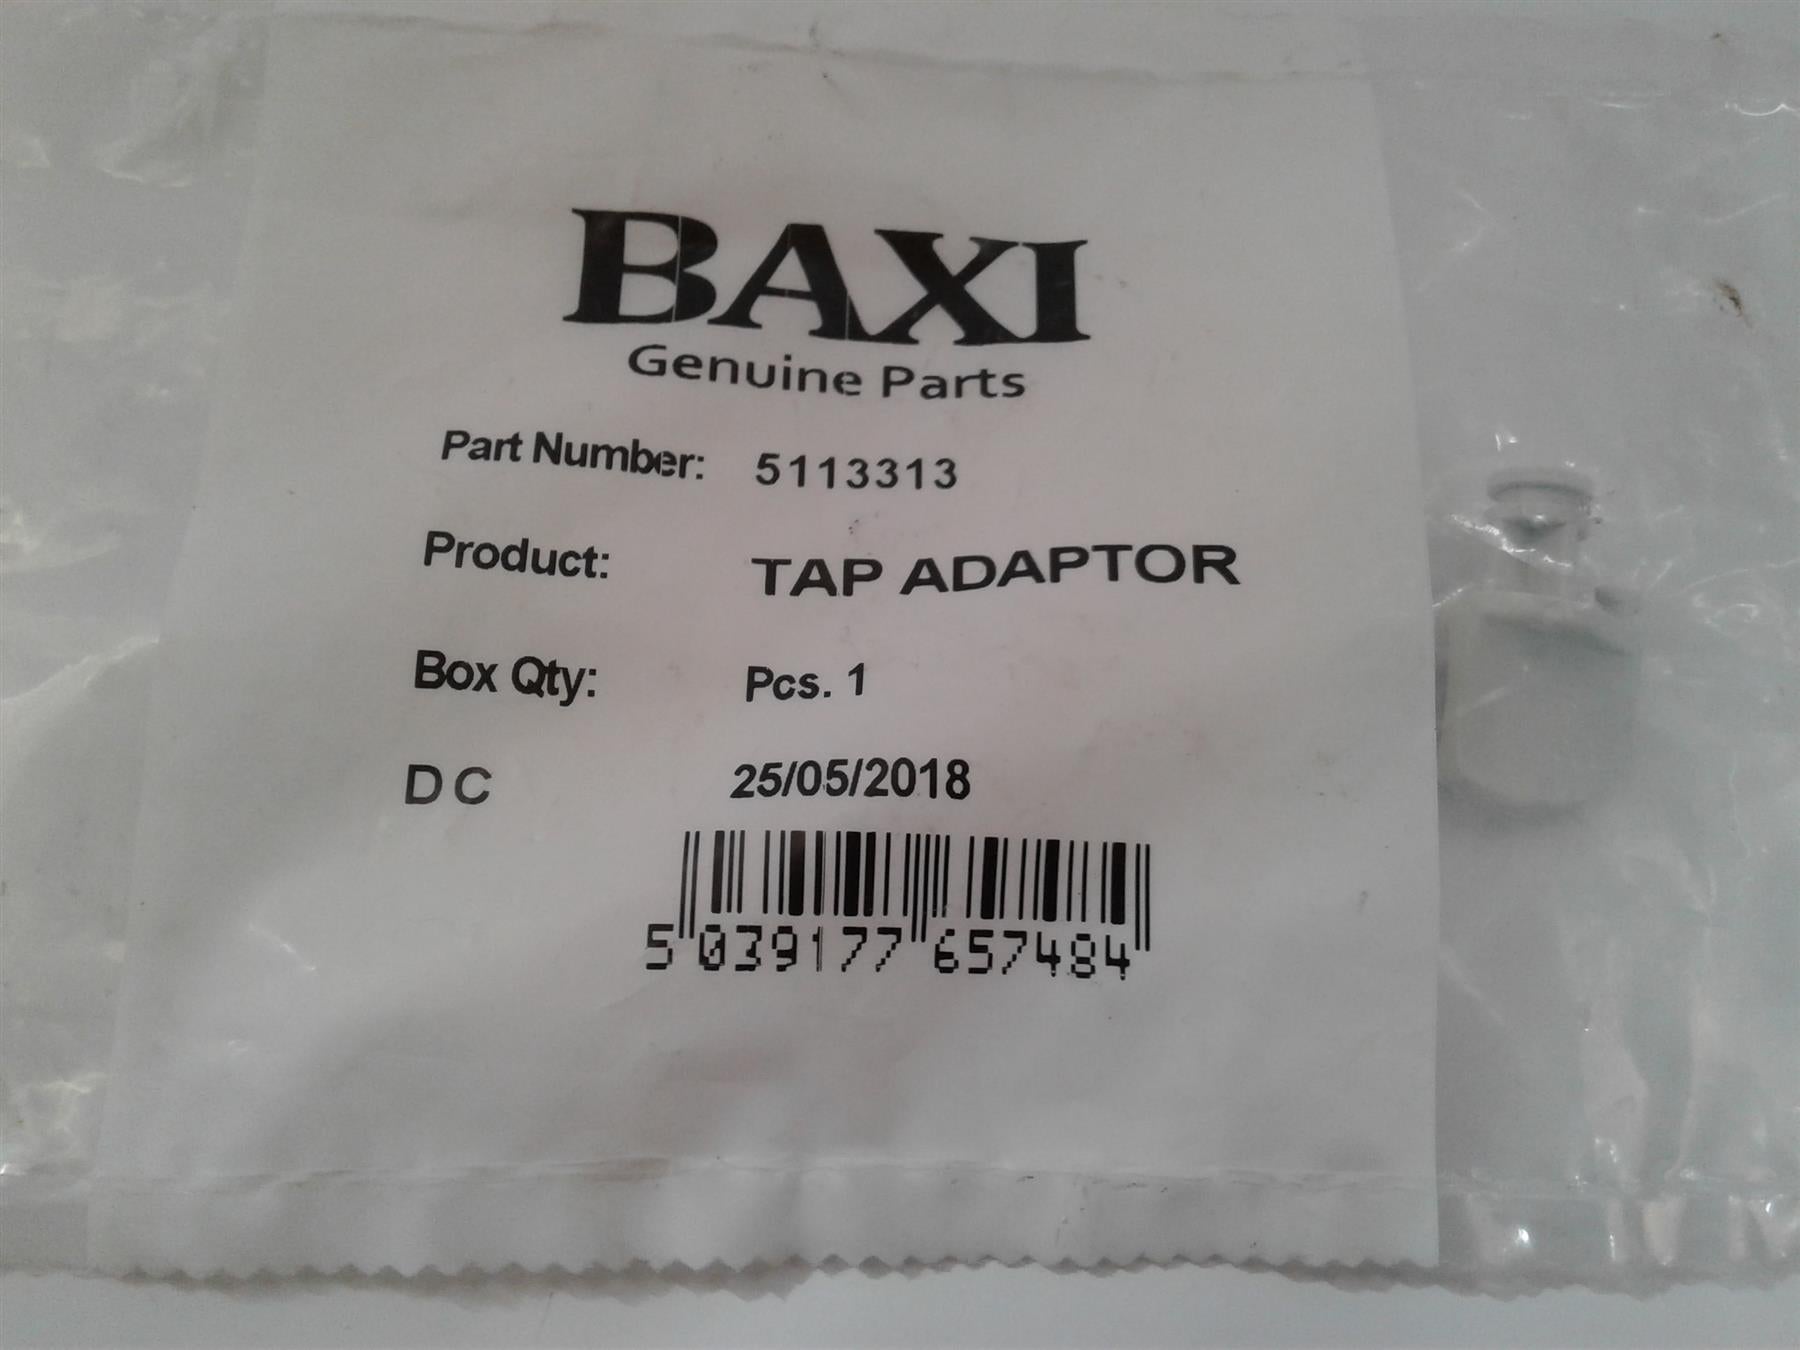 BAXI
Genuine Parts
Part Number: 5113313
Product: TAP ADAPTOR
Box Qty: Pcs. 1
DC 25/05/2018
5 039177 657484